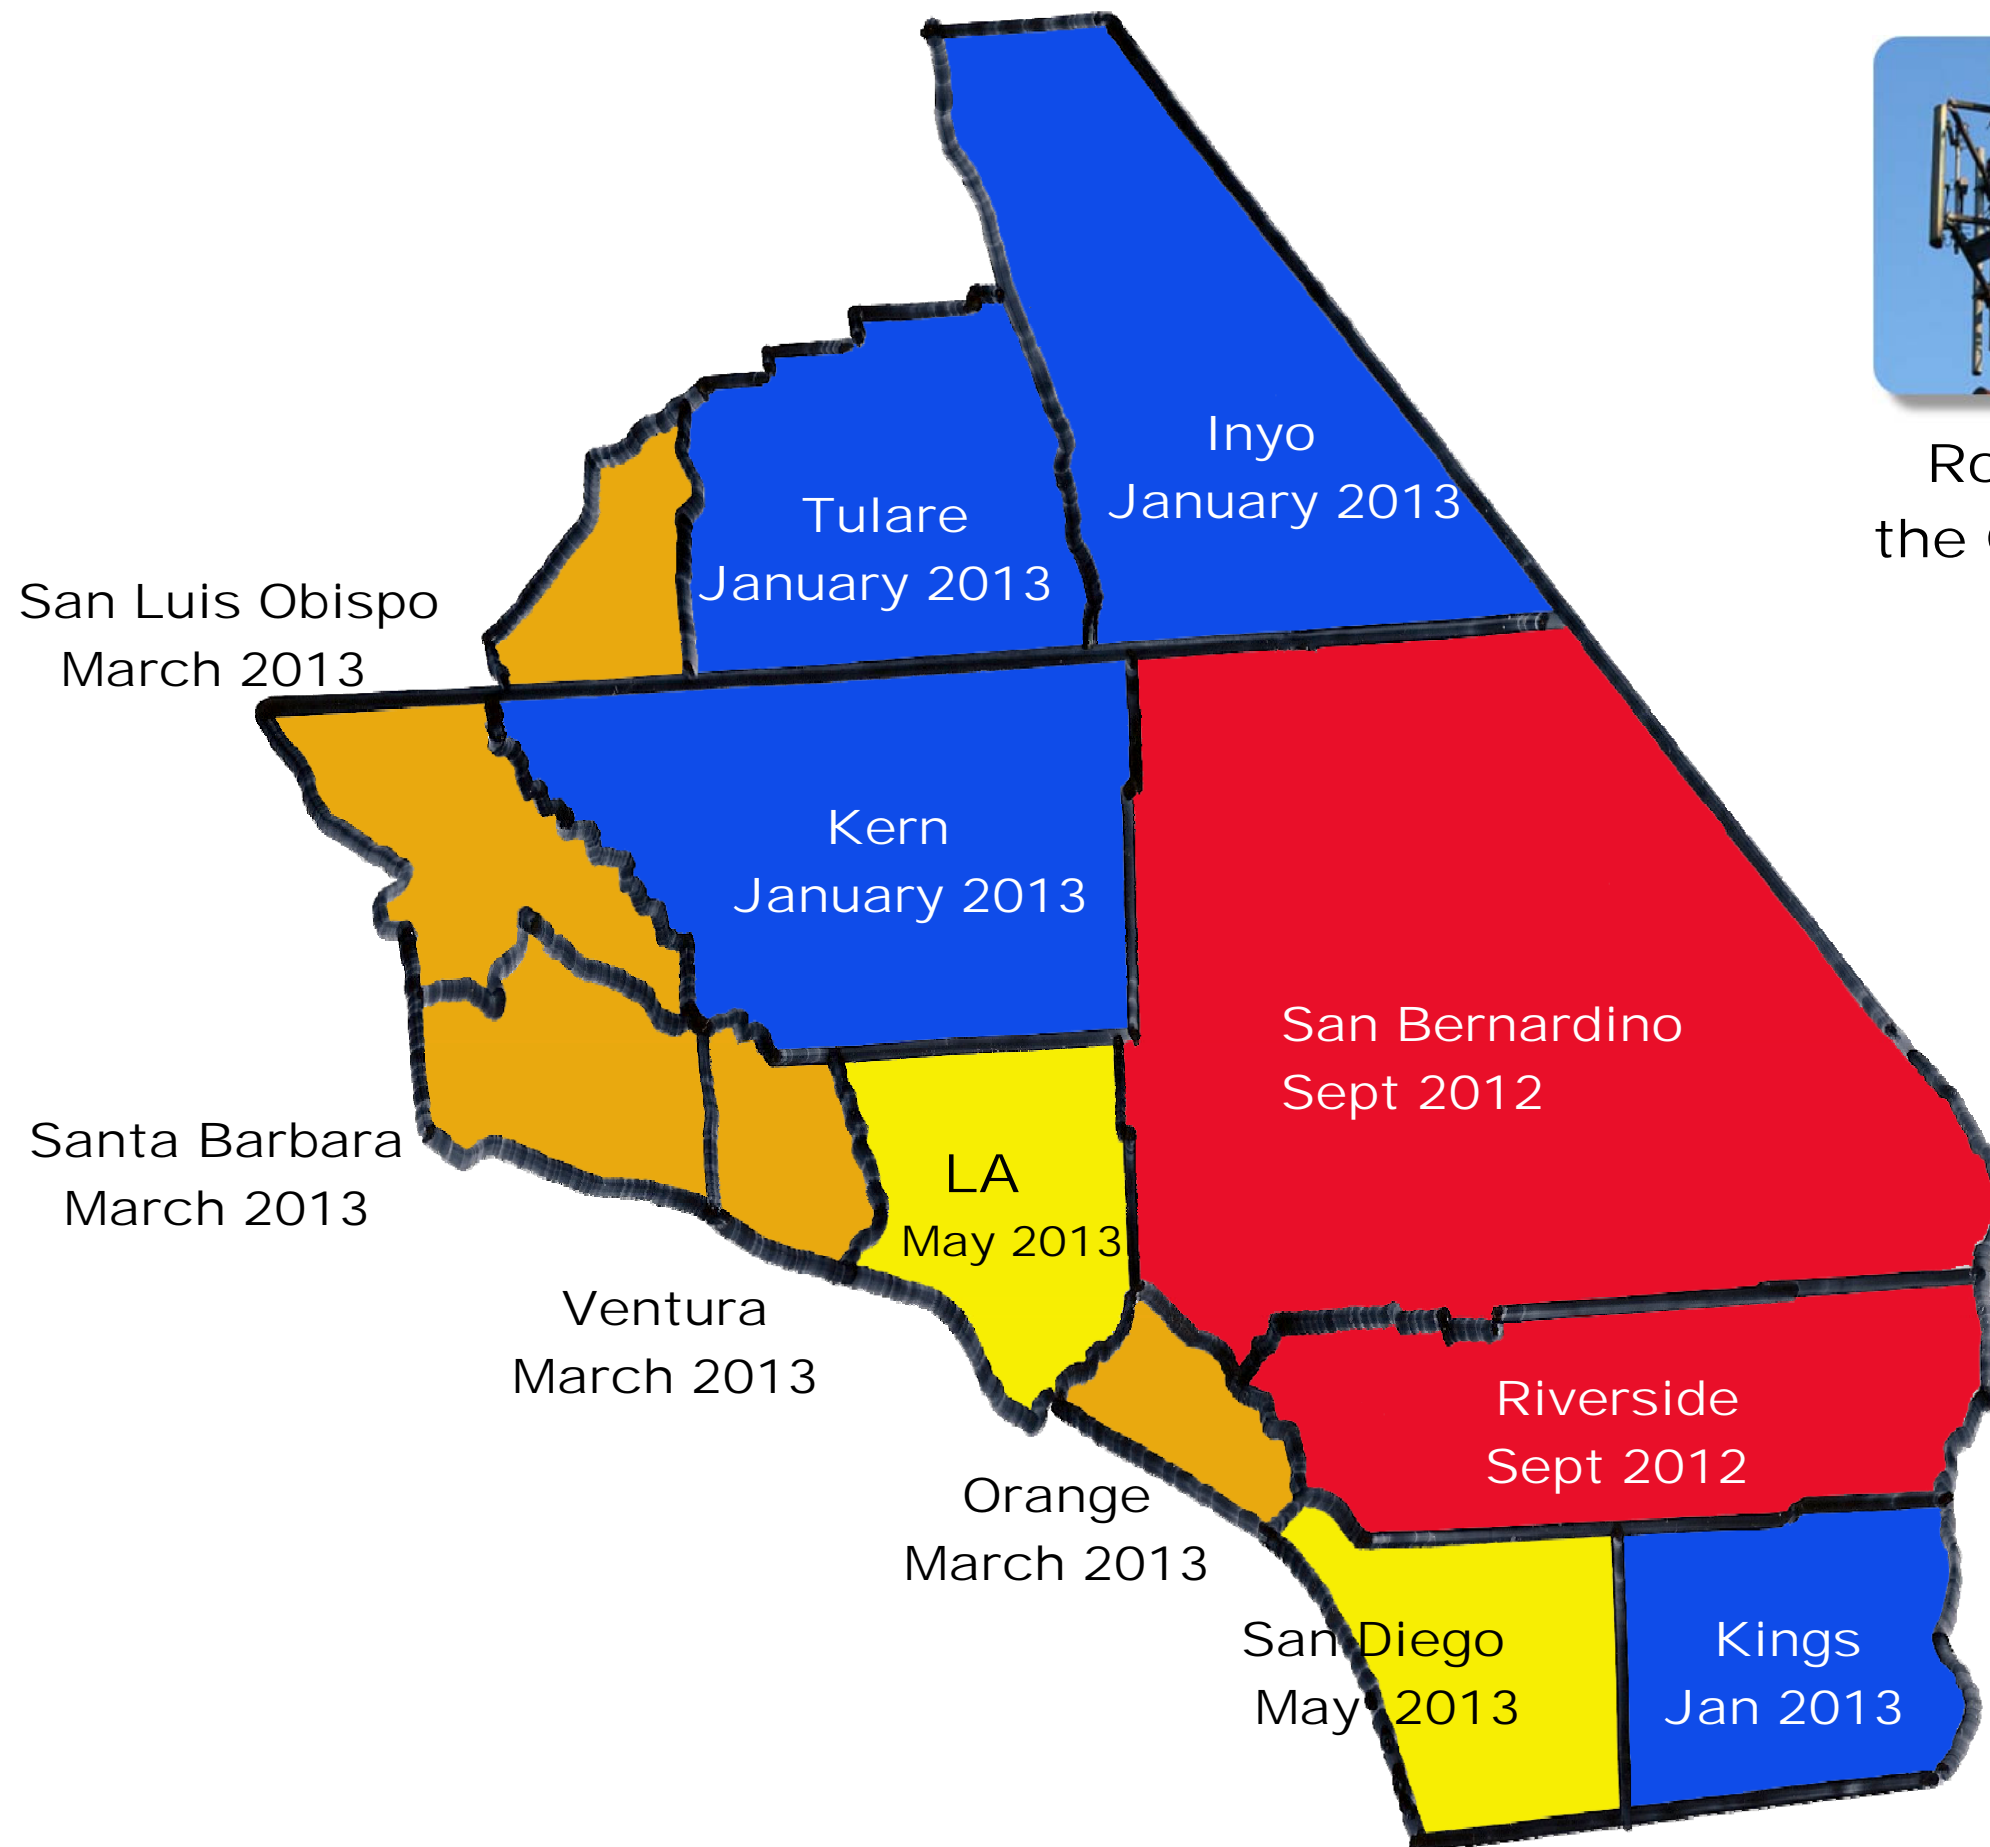 Inyo
January 2013
Tulare
January 2013
San Luis Obispo
March 2013
the
Kern
January 2013
San Bernardino
Sept 2012
Santa Barbara
March 2013
LA
May 2013
Ventura
March 2013
Riverside
Sept 2012
Orange
March 2013
San Diego
May 2013
Kings
Jan 2013